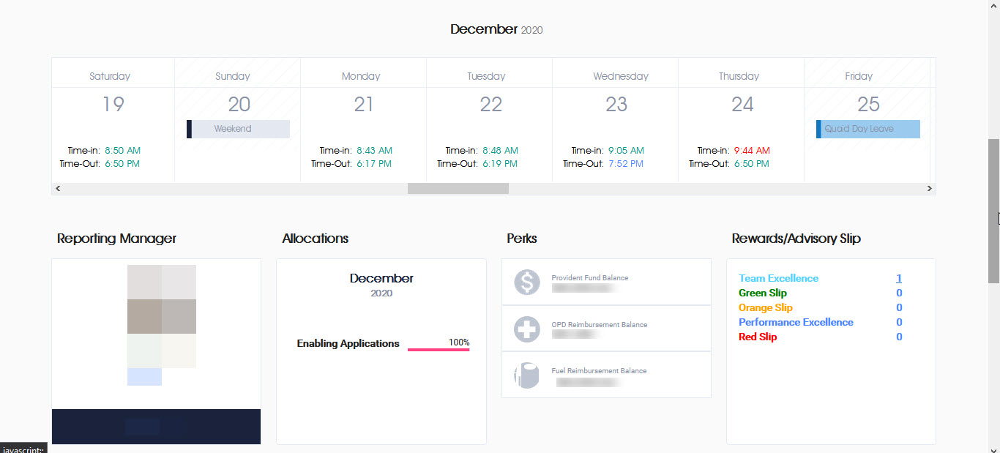 December 2020
Saturday Sunday Monday Tuesday Wednesday Thursday Friday
19 20 21 22 23 24 25
Weekend Quaid Day Leave
Time-in: 8:50 AM Time-in: 8:43 AM Time-in: 8:48 AM Time-in: 9:05 AM Time-in: 9:44 AM
Time-Out: 6:50 PM Time-Out: 6:17 PM Time-Out: 6:19 PM Time-Out: 7:52 PM Time-Out: 6:50 PM
Reporting Manager
Allocations
December
2020
Enabling Applications 100%
Perks
Provident Fund Balance
OPD Reimbursement Balance
Fuel Reimbursement Balance
Rewards/Advisory Slip
Team Excellence 1
Green Slip 0
Orange Slip 0
Performance Excellence 0
Red Slip 0
javascript:;